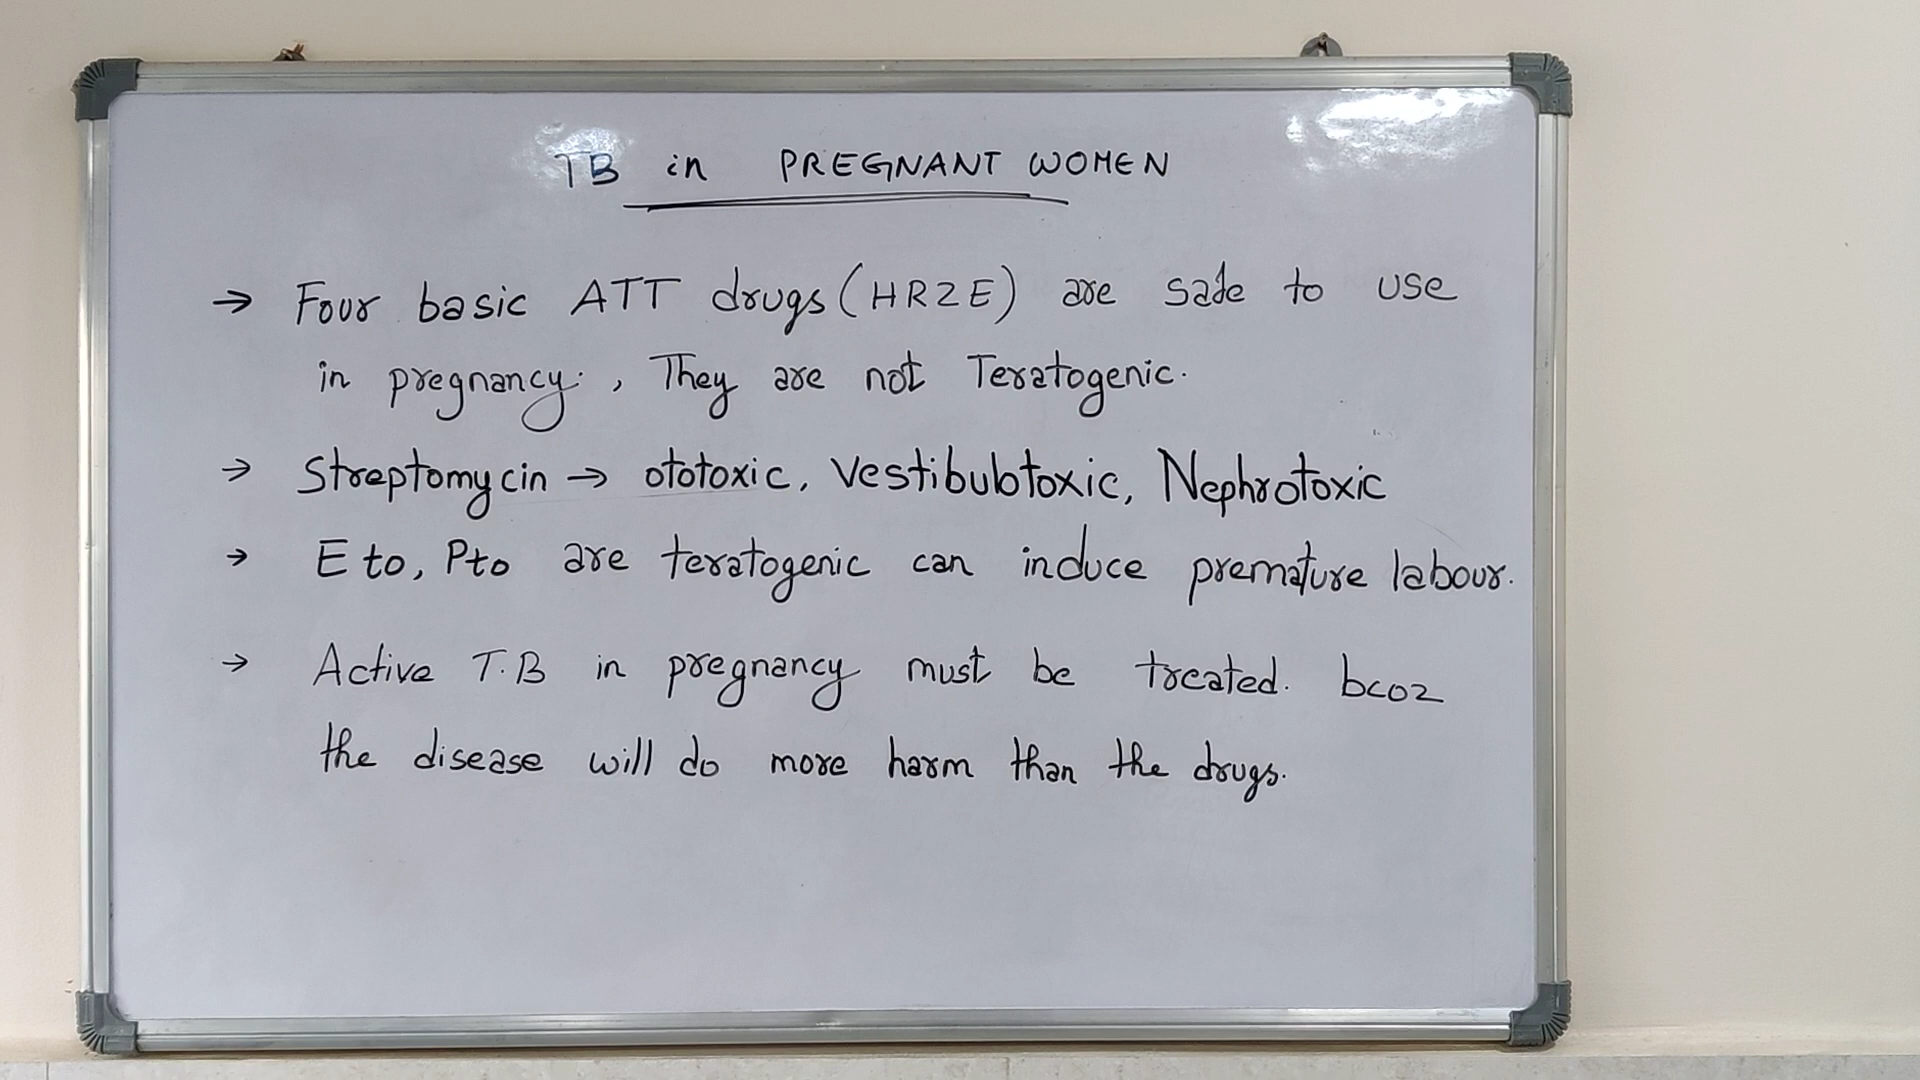 TB in PREGNANT WOMEN
→ Four basic ATT drugs (HRZE) are safe to use
in pregnancy. , They are not Teratogenic.
→ Streptomycin → ototoxic, Vestibulotoxic, Nephrotoxic
→ Eto, Pto are teratogenic can induce premature labour.
→ Active T.B in pregnancy must be treated. bcoz
the disease will do more harm than the drugs.